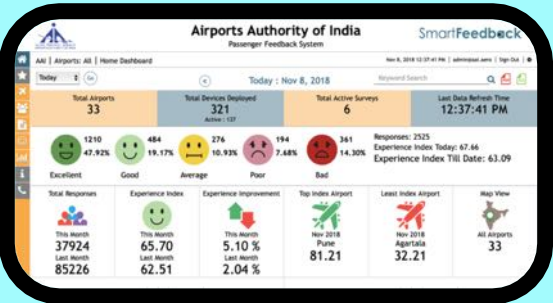 Airports Authority of India
Passenger Feedback System
SmartFeedback
AAI | Airports: All | Home Dashboard
Nov 8, 2018 12:37:41 PM | admin@aai.aero | Sign Out |
Today
Go
Today : Nov 8, 2018
Keyword Search
Total Airports
33
Total Devices Deployed
321
Active : 137
Total Active Surveys
6
Last Data Refresh Time
12:37:41 PM
1210
47.92%
Excellent
484
19.17%
Good
276
10.93%
Average
194
7.68%
Poor
361
14.30%
Bad
Responses: 2525
Experience Index Today: 67.66
Experience Index Till Date: 63.09
Total Responses
This Month
37924
Last Month
85226
Experience Index
This Month
65.70
Last Month
62.51
Experience Improvement
This Month
5.10 %
Last Month
2.04 %
Top Index Airport
Nov 2018
Pune
81.21
Least Index Airport
Nov 2018
Agartala
32.21
Map View
All Airports
33